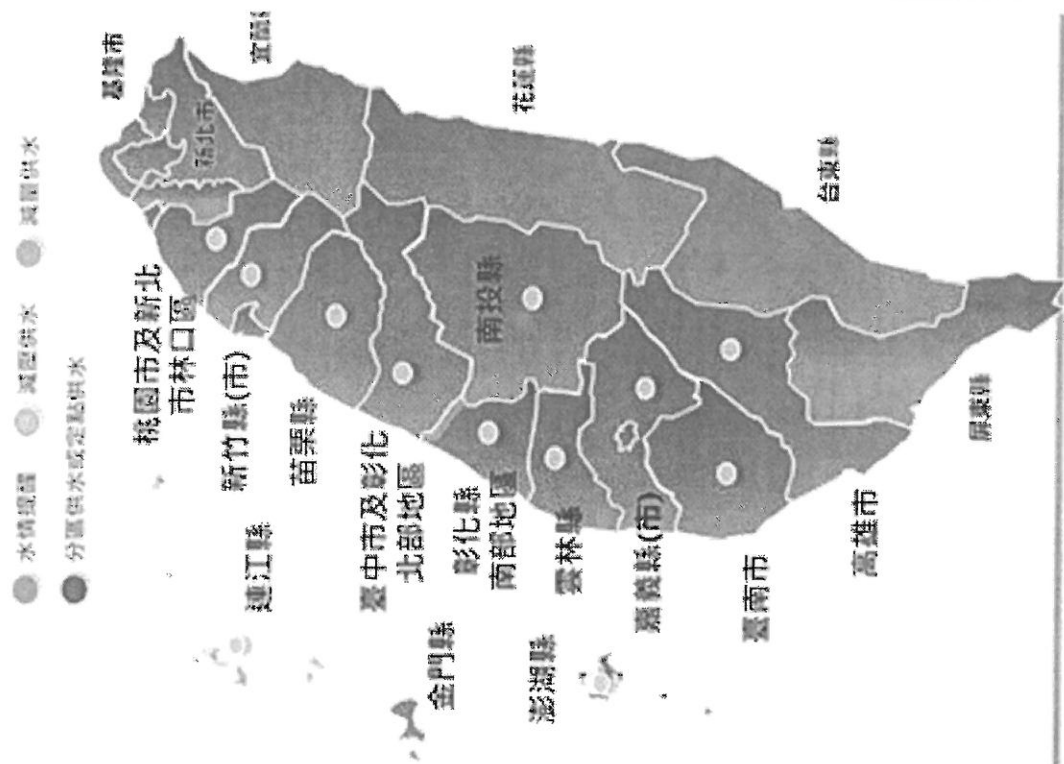 水情提醒
減壓供水
減量供水
分區供水或定點供水
基隆市
新北市
桃園市及新北
市林口區
新竹縣(市)
苗栗縣
連江縣
臺中市及彰化
北部地區
彰化縣
南部地區
南投縣
花蓮縣
金門縣
雲林縣
嘉義縣(市)
澎湖縣
臺南市
高雄市
台東縣
屏東縣